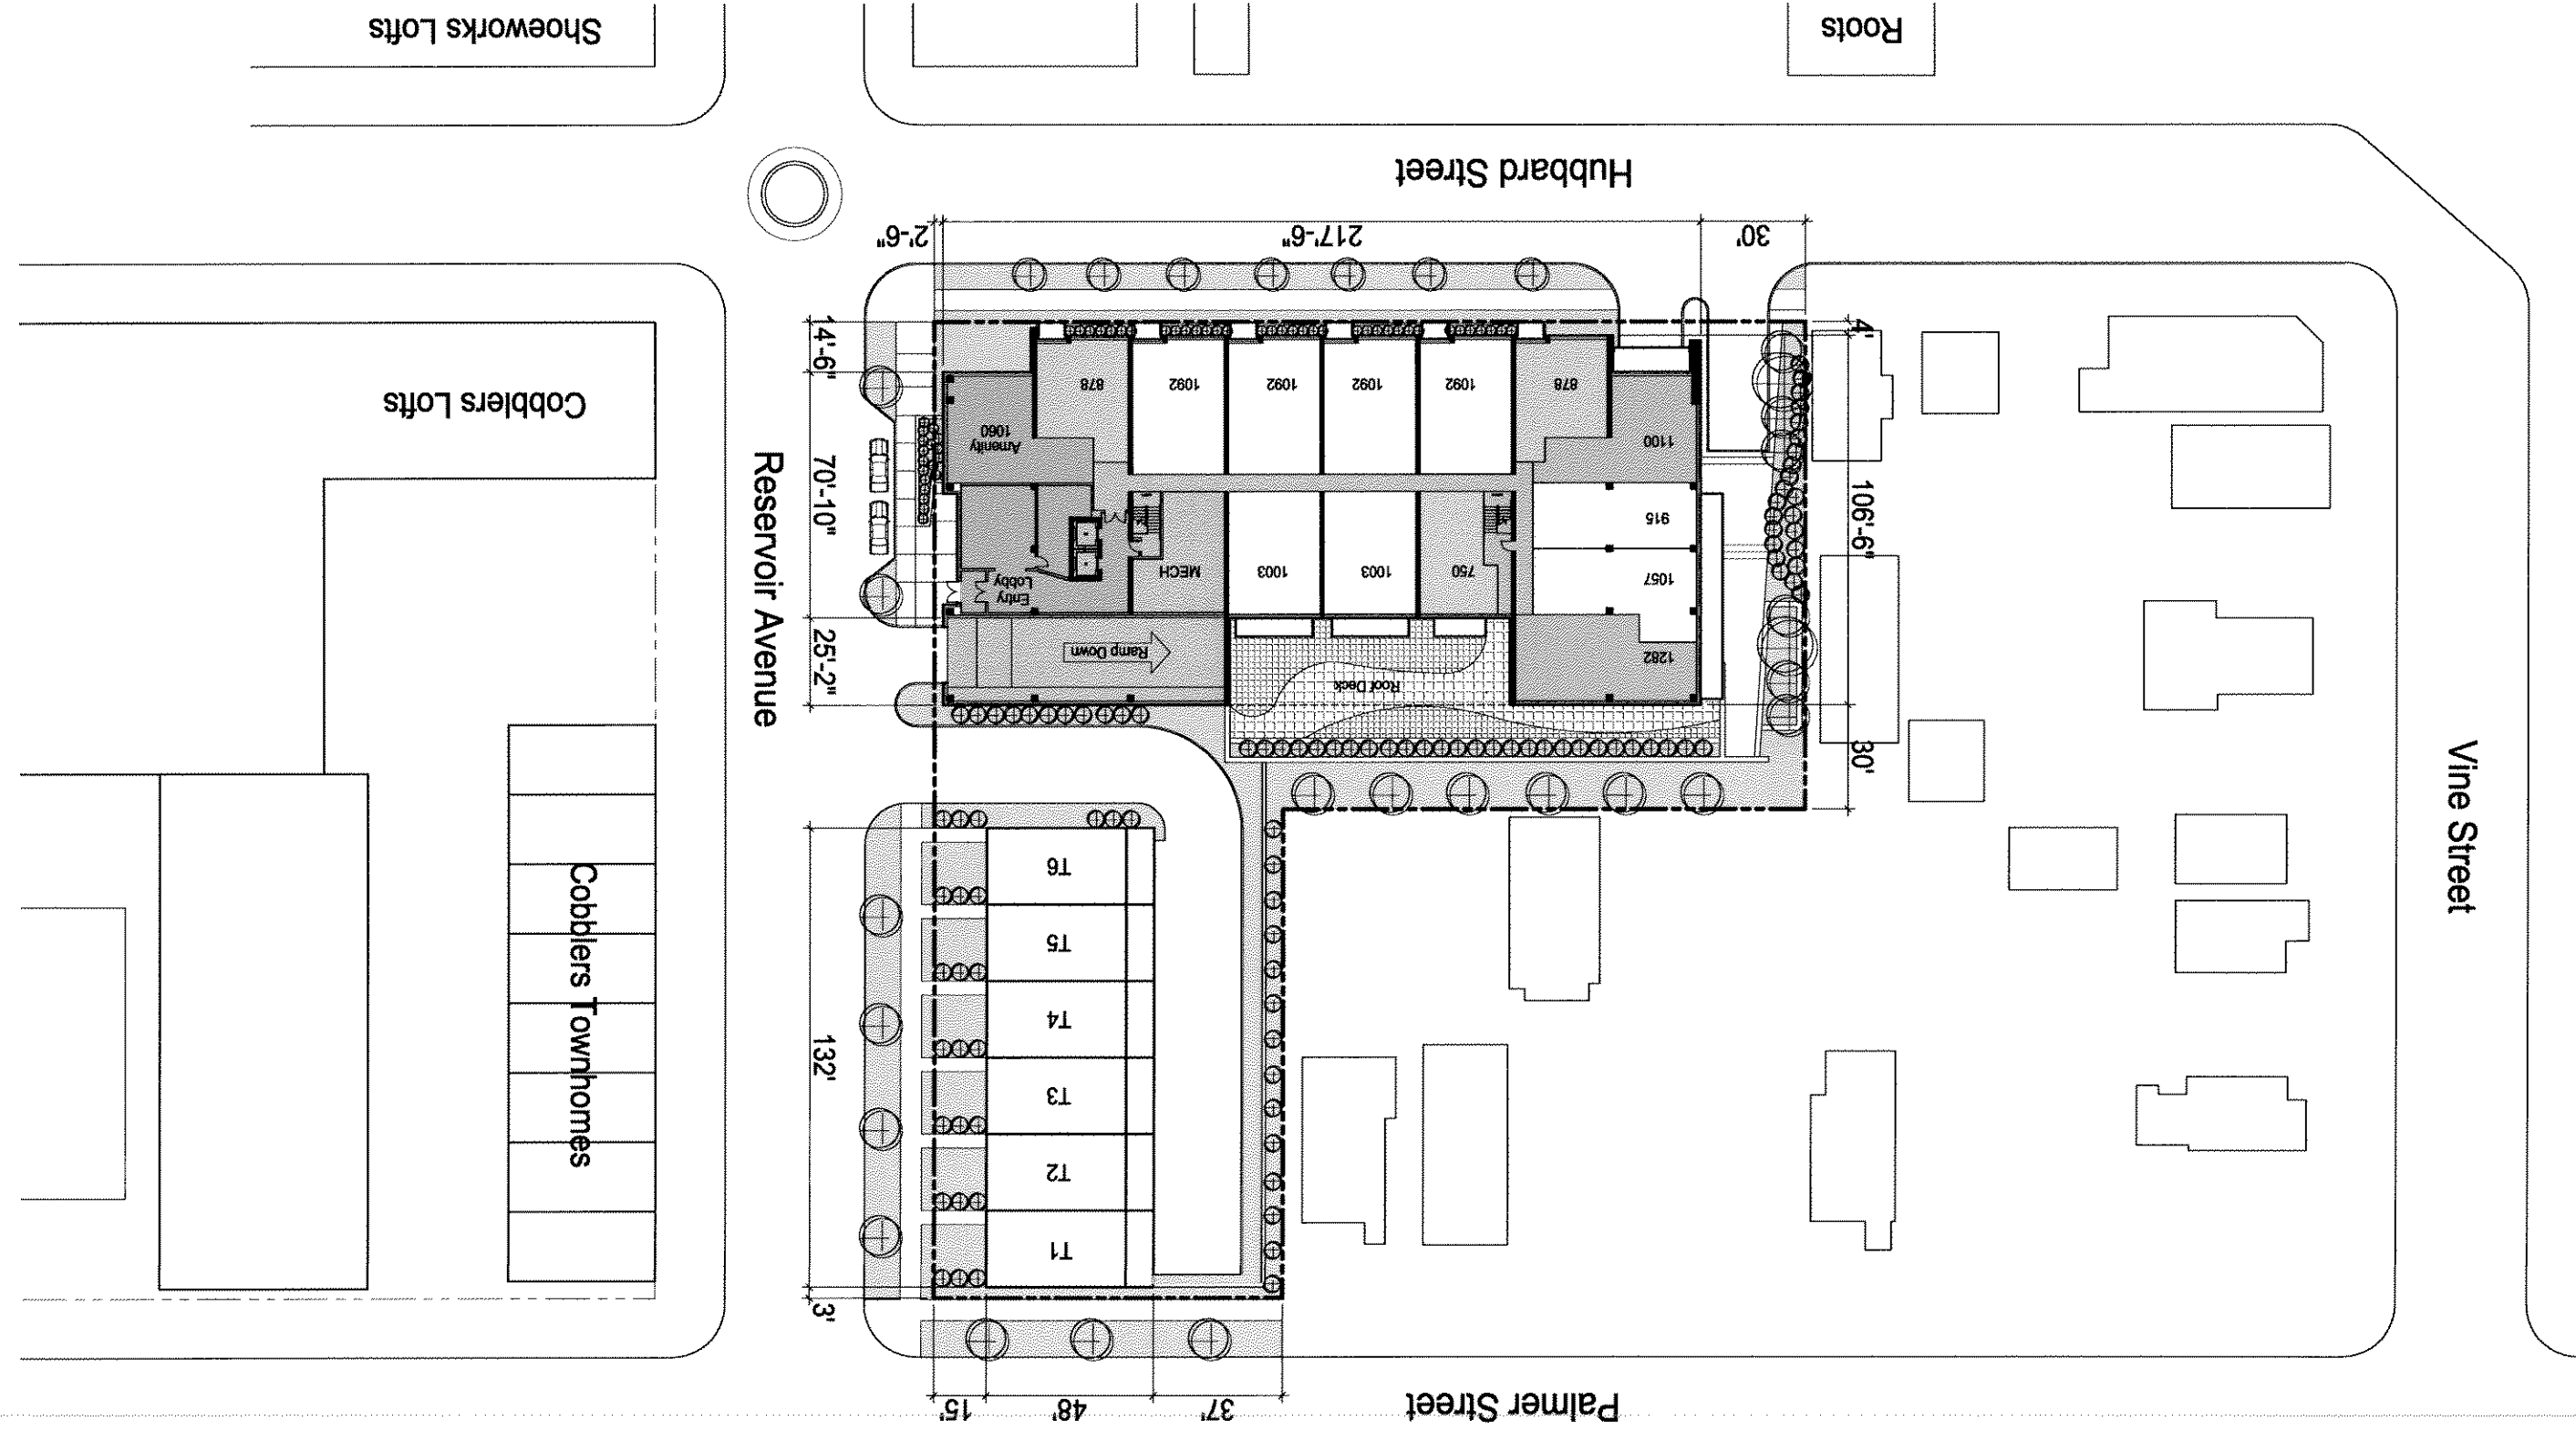 Shoeworks Lofts
Roots
Hubbard Street
2'-6"
217'-6"
30'
14'-6"
70'-10"
25'-2"
132'
3'
4'
106'-6"
30'
Cobblers Lofts
Reservoir Avenue
Amenity
1060
878
1092
1092
1092
1092
878
1100
915
1057
1282
Entry
Lobby
MECH
1003
1003
750
Ramp Down
Roof Deck
T6
T5
T4
T3
T2
T1
Cobblers Townhomes
Vine Street
15'
48'
37'
Palmer Street